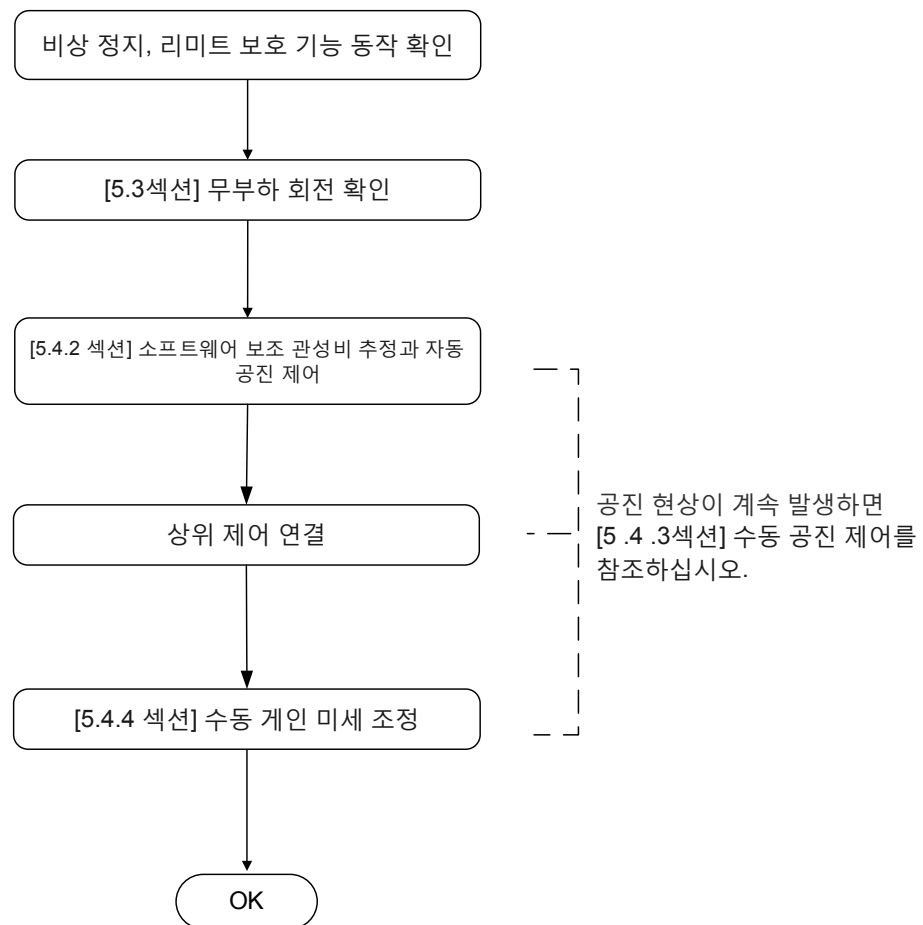 비상 정지, 리미트 보호 기능 동작 확인
[5.3섹션] 무부하 회전 확인
[5.4.2 섹션] 소프트웨어 보조 관성비 추정과 자동
공진 제어
상위 제어 연결
공진 현상이 계속 발생하면
[5 .4 .3섹션] 수동 공진 제어를
참조하십시오.
[5.4.4 섹션] 수동 게인 미세 조정
OK